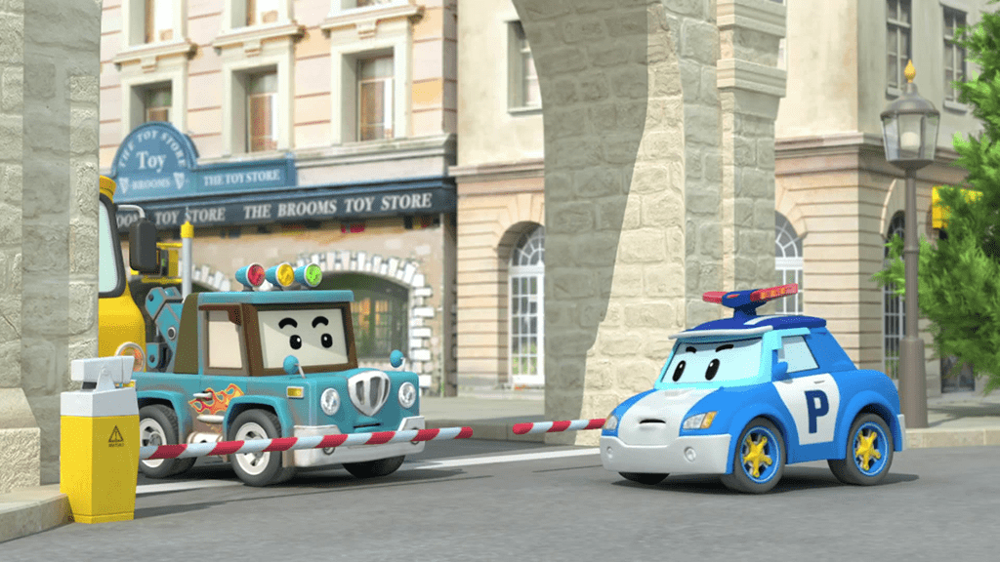 THE TOY STORE
Toy
BROOMS
THE TOY STORE
TOY STORE THE BROOMS TOY STORE
P